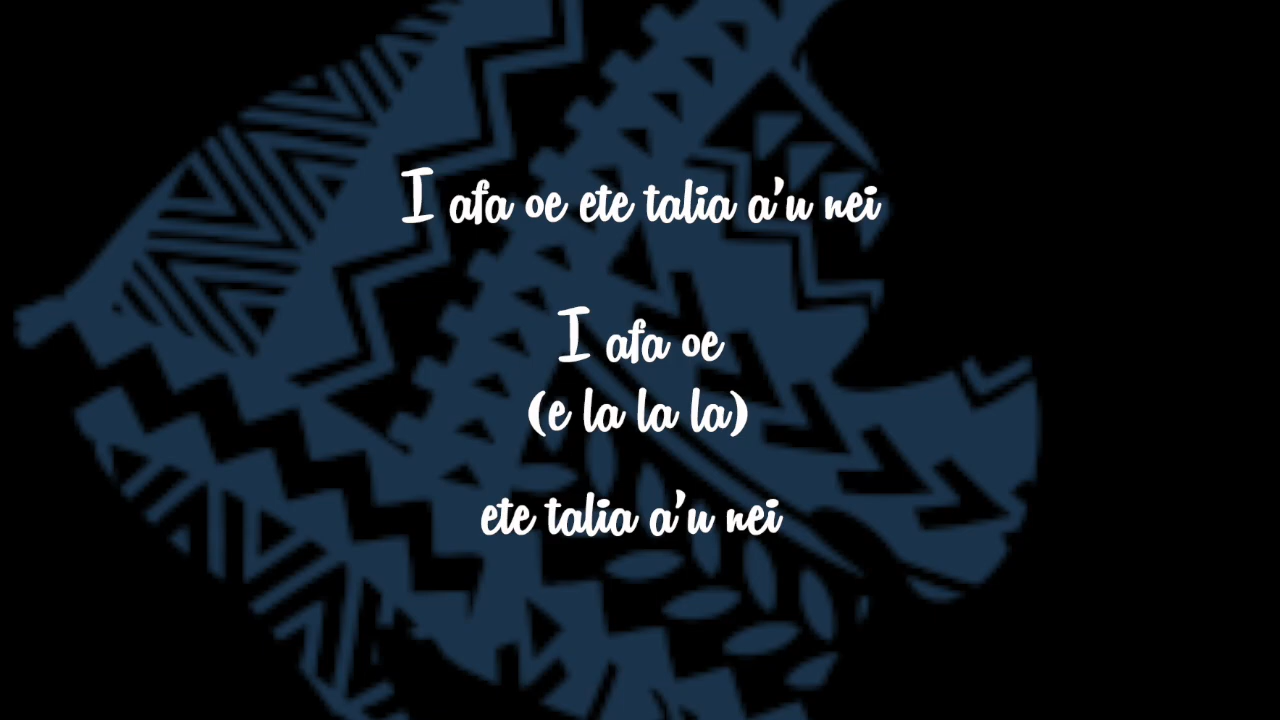 I afa oe ete talia a'u nei
I afa oe
(e la la la)
ete talia a'u nei